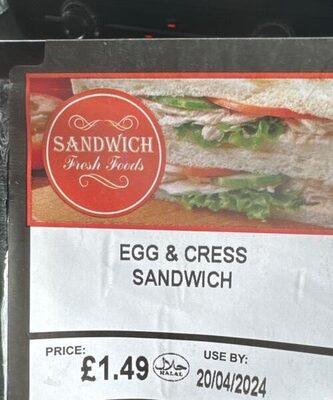 SANDWICH
Fresh Foods
EGG & CRESS
SANDWICH
PRICE:
£1.49
حلال
HALAL
USE BY:
20/04/2024